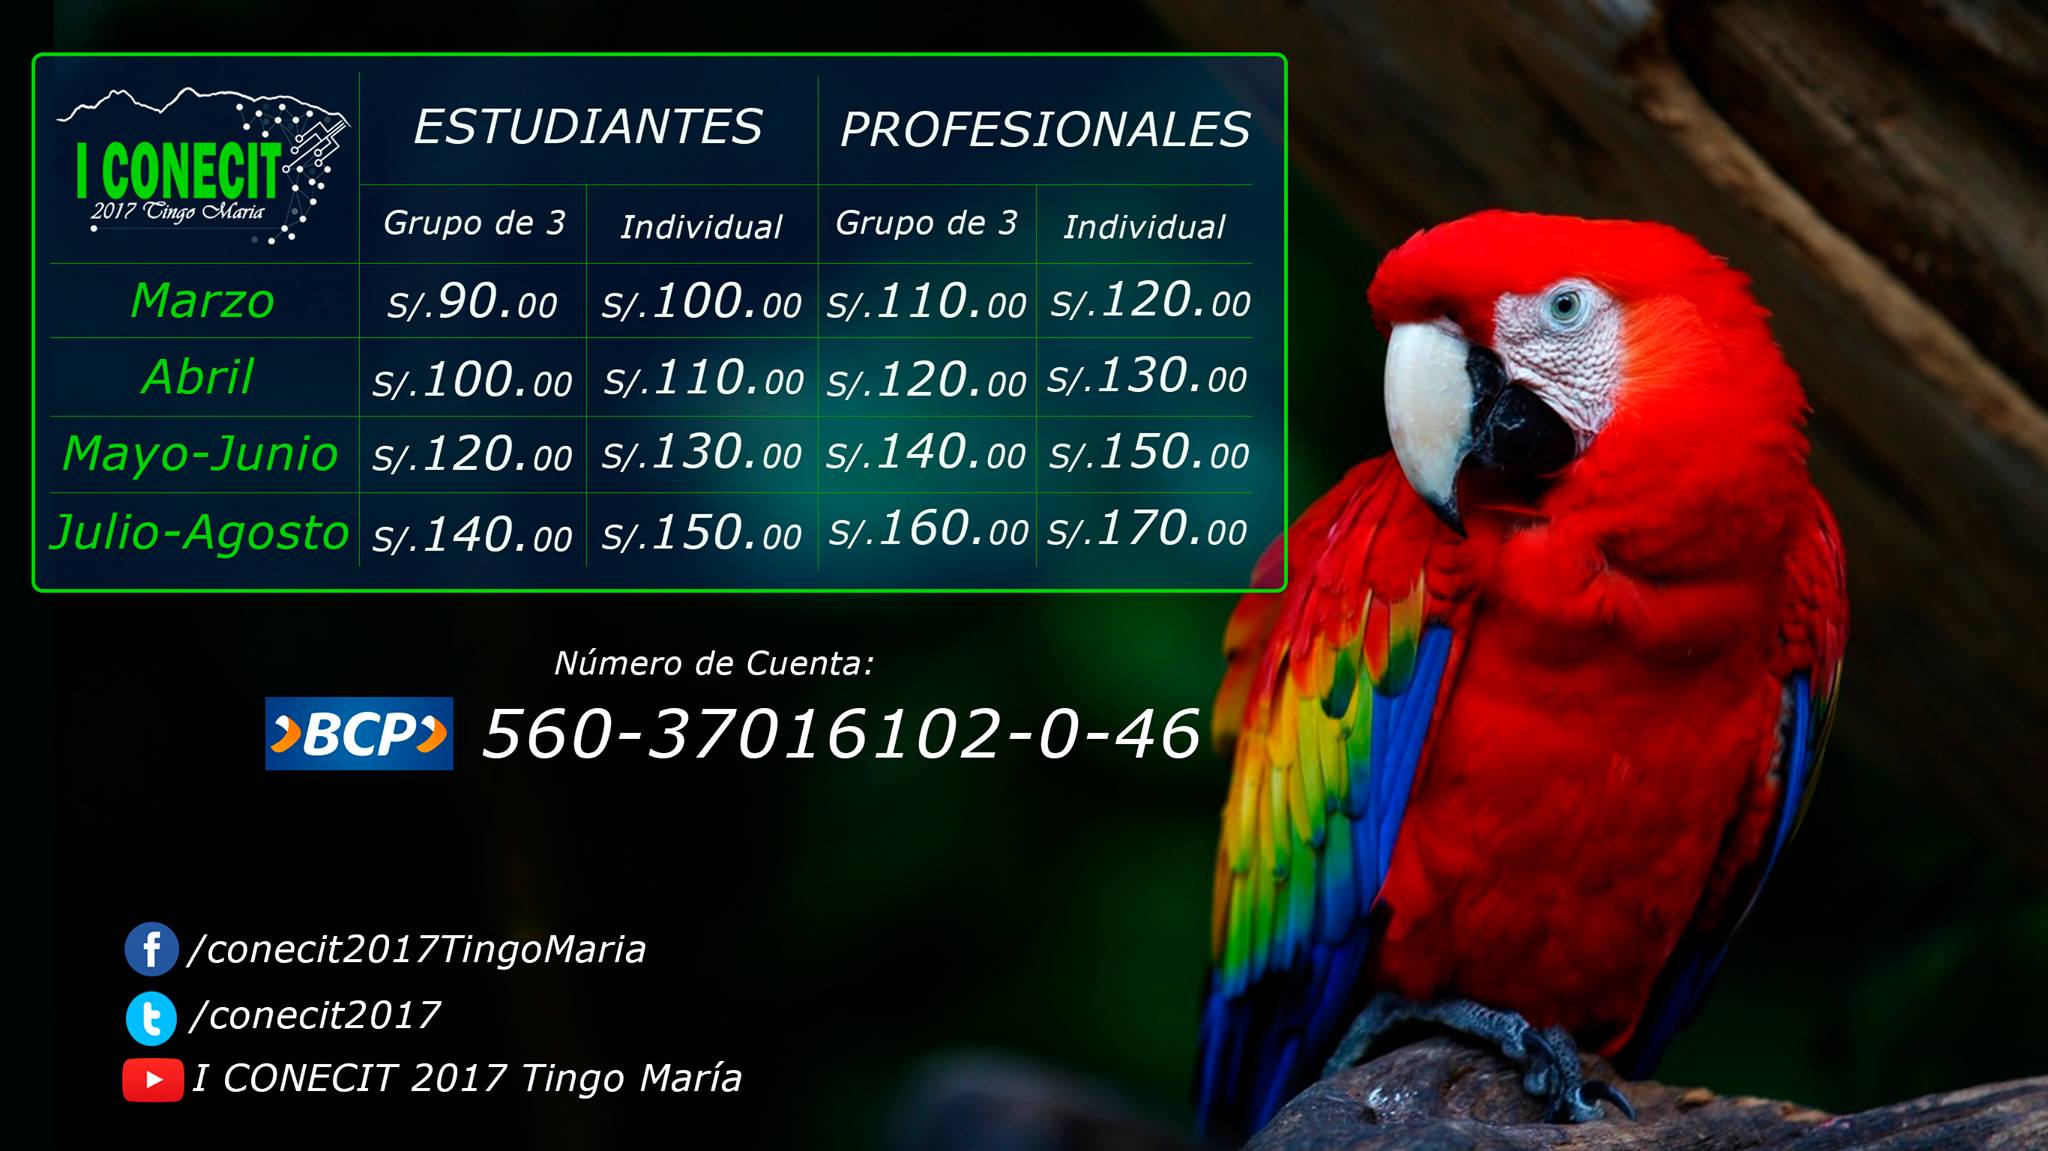 I CONECIT
2017 Tingo Maria
ESTUDIANTES PROFESIONALES
Grupo de 3 Individual Grupo de 3 Individual
Marzo S/.90.00 S/.100.00 S/.110.00 S/.120.00
Abril S/.100.00 S/.110.00 S/.120.00 S/.130.00
Mayo-Junio S/.120.00 S/.130.00 S/.140.00 S/.150.00
Julio-Agosto S/.140.00 S/.150.00 S/.160.00 S/.170.00
Número de Cuenta:
BCP 560-37016102-0-46
/conecit2017TingoMaria
/conecit2017
I CONECIT 2017 Tingo María